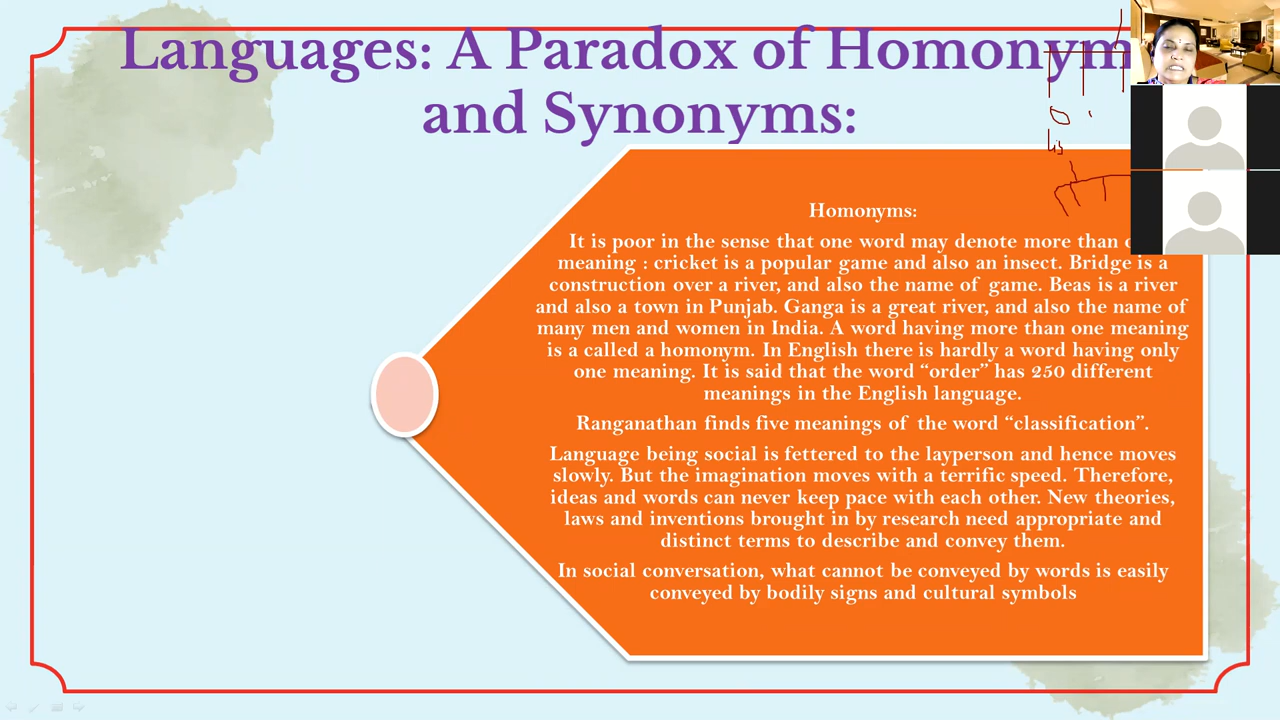 Languages: A Paradox of Homonym
and Synonyms:
Homonyms:
It is poor in the sense that one word may denote more than
meaning : cricket is a popular game and also an insect. Bridge is a
construction over a river, and also the name of game. Beas is a river
and also a town in Punjab. Ganga is a great river, and also the name of
many men and women in India. A word having more than one meaning
is a called a homonym. In English there is hardly a word having only
one meaning. It is said that the word “order” has 250 different
meanings in the English language.
Ranganathan finds five meanings of the word “classification”.
Language being social is fettered to the layperson and hence moves
slowly. But the imagination moves with a terrific speed. Therefore,
ideas and words can never keep pace with each other. New theories,
laws and inventions brought in by research need appropriate and
distinct terms to describe and convey them.
In social conversation, what cannot be conveyed by words is easily
conveyed by bodily signs and cultural symbols